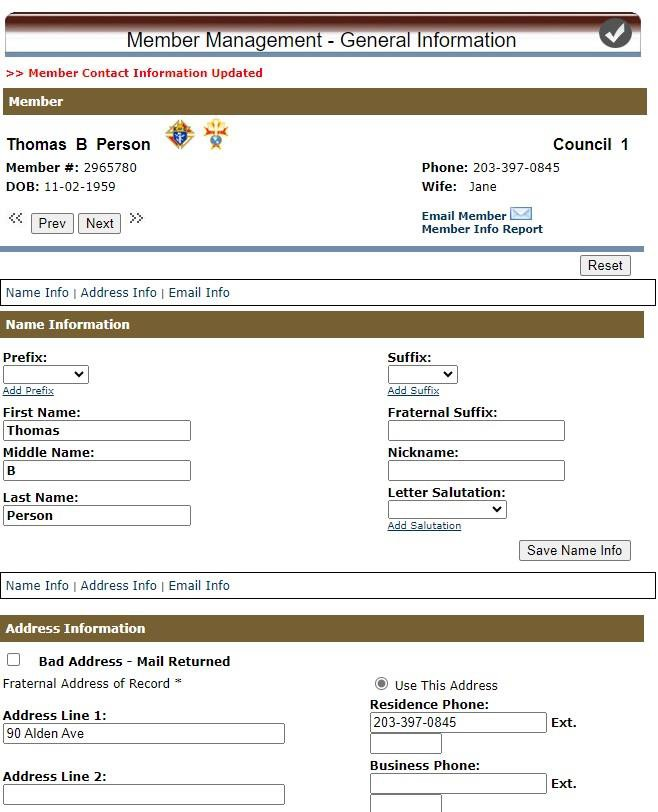 Member Management - General Information
>> Member Contact Information Updated
Member
Thomas B Person
Council 1
Member #: 2965780
Phone: 203-397-0845
DOB: 11-02-1959
Wife: Jane
Prev Next
Email Member
Member Info Report
Reset
Name Info | Address Info | Email Info
Name Information
Prefix:
Suffix:
Add Prefix
Add Suffix
First Name:
Fraternal Suffix:
Thomas
Middle Name:
Nickname:
B
Last Name:
Letter Salutation:
Person
Add Salutation
Save Name Info
Name Info | Address Info | Email Info
Address Information
Bad Address - Mail Returned
Fraternal Address of Record *
Use This Address
Residence Phone:
Address Line 1:
203-397-0845 Ext.
90 Alden Ave
Business Phone:
Address Line 2:
Ext.